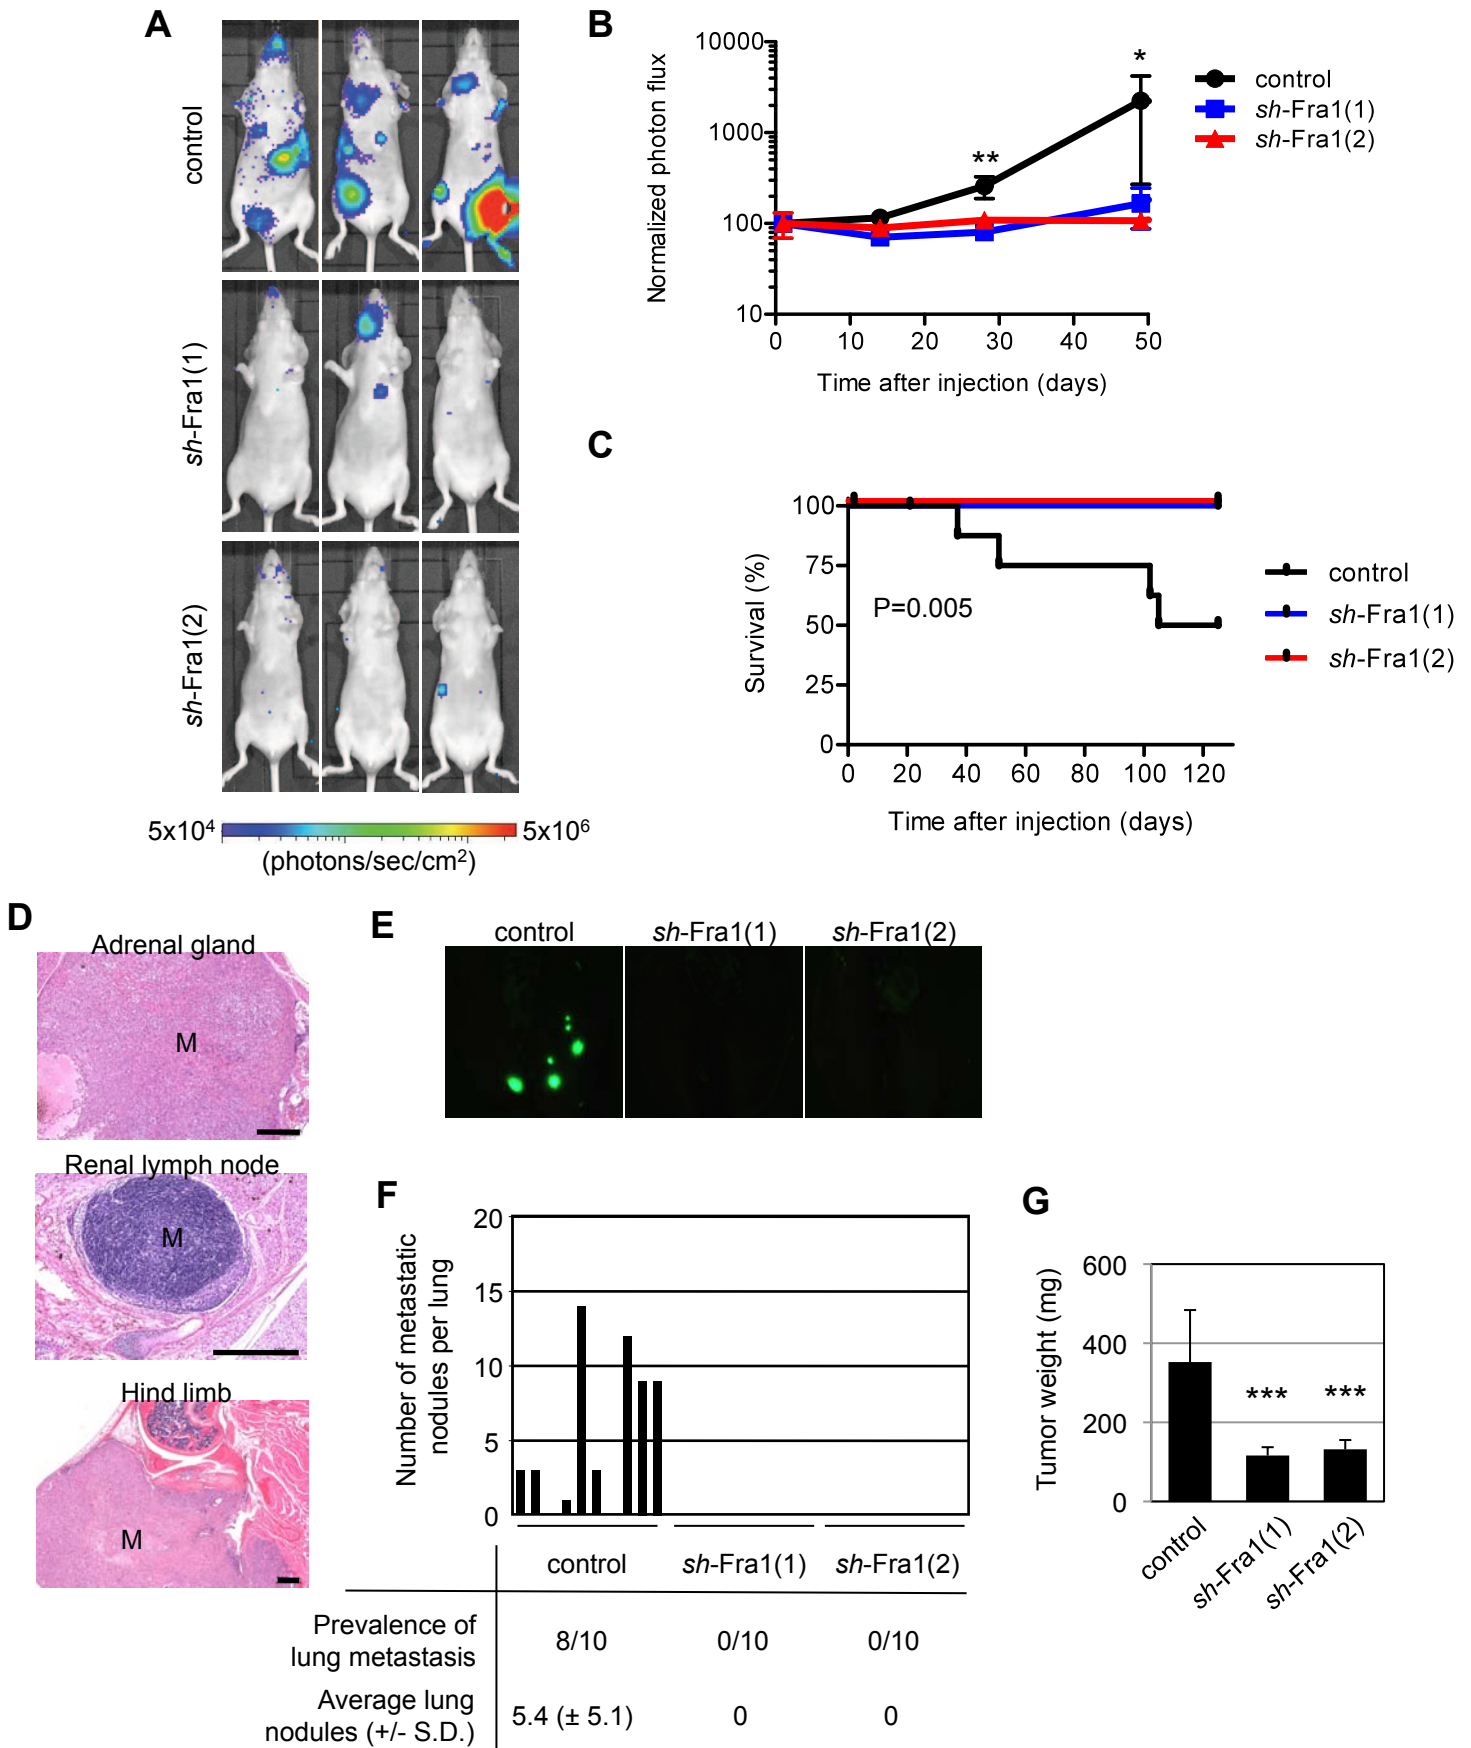 A
control
sh-Fra1(1)
sh-Fra1(2)
5x10⁴
5x10⁶
(photons/sec/cm²)
B
Normalized photon flux
10000
1000
100
10
0
10
20
30
40
50
Time after injection (days)
**
*
control
sh-Fra1(1)
sh-Fra1(2)
C
Survival (%)
100
75
50
25
0
P=0.005
0
20
40
60
80
100
120
Time after injection (days)
control
sh-Fra1(1)
sh-Fra1(2)
D
Adrenal gland
M
Renal lymph node
M
Hind limb
M
E
control
sh-Fra1(1)
sh-Fra1(2)
F
Number of metastatic
nodules per lung
20
15
10
5
0
control
sh-Fra1(1)
sh-Fra1(2)
Prevalence of
lung metastasis
8/10
0/10
0/10
Average lung
nodules (+/- S.D.)
5.4 (± 5.1)
0
0
G
Tumor weight (mg)
600
400
200
0
***
***
control
sh-Fra1(1)
sh-Fra1(2)